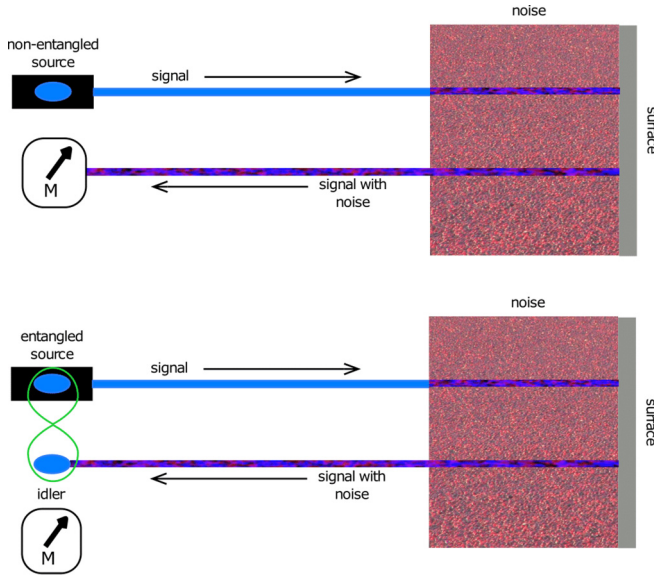 noise
non-entangled
source
signal
surface
M
signal with
noise
noise
entangled
source
signal
surface
signal with
noise
idler
M